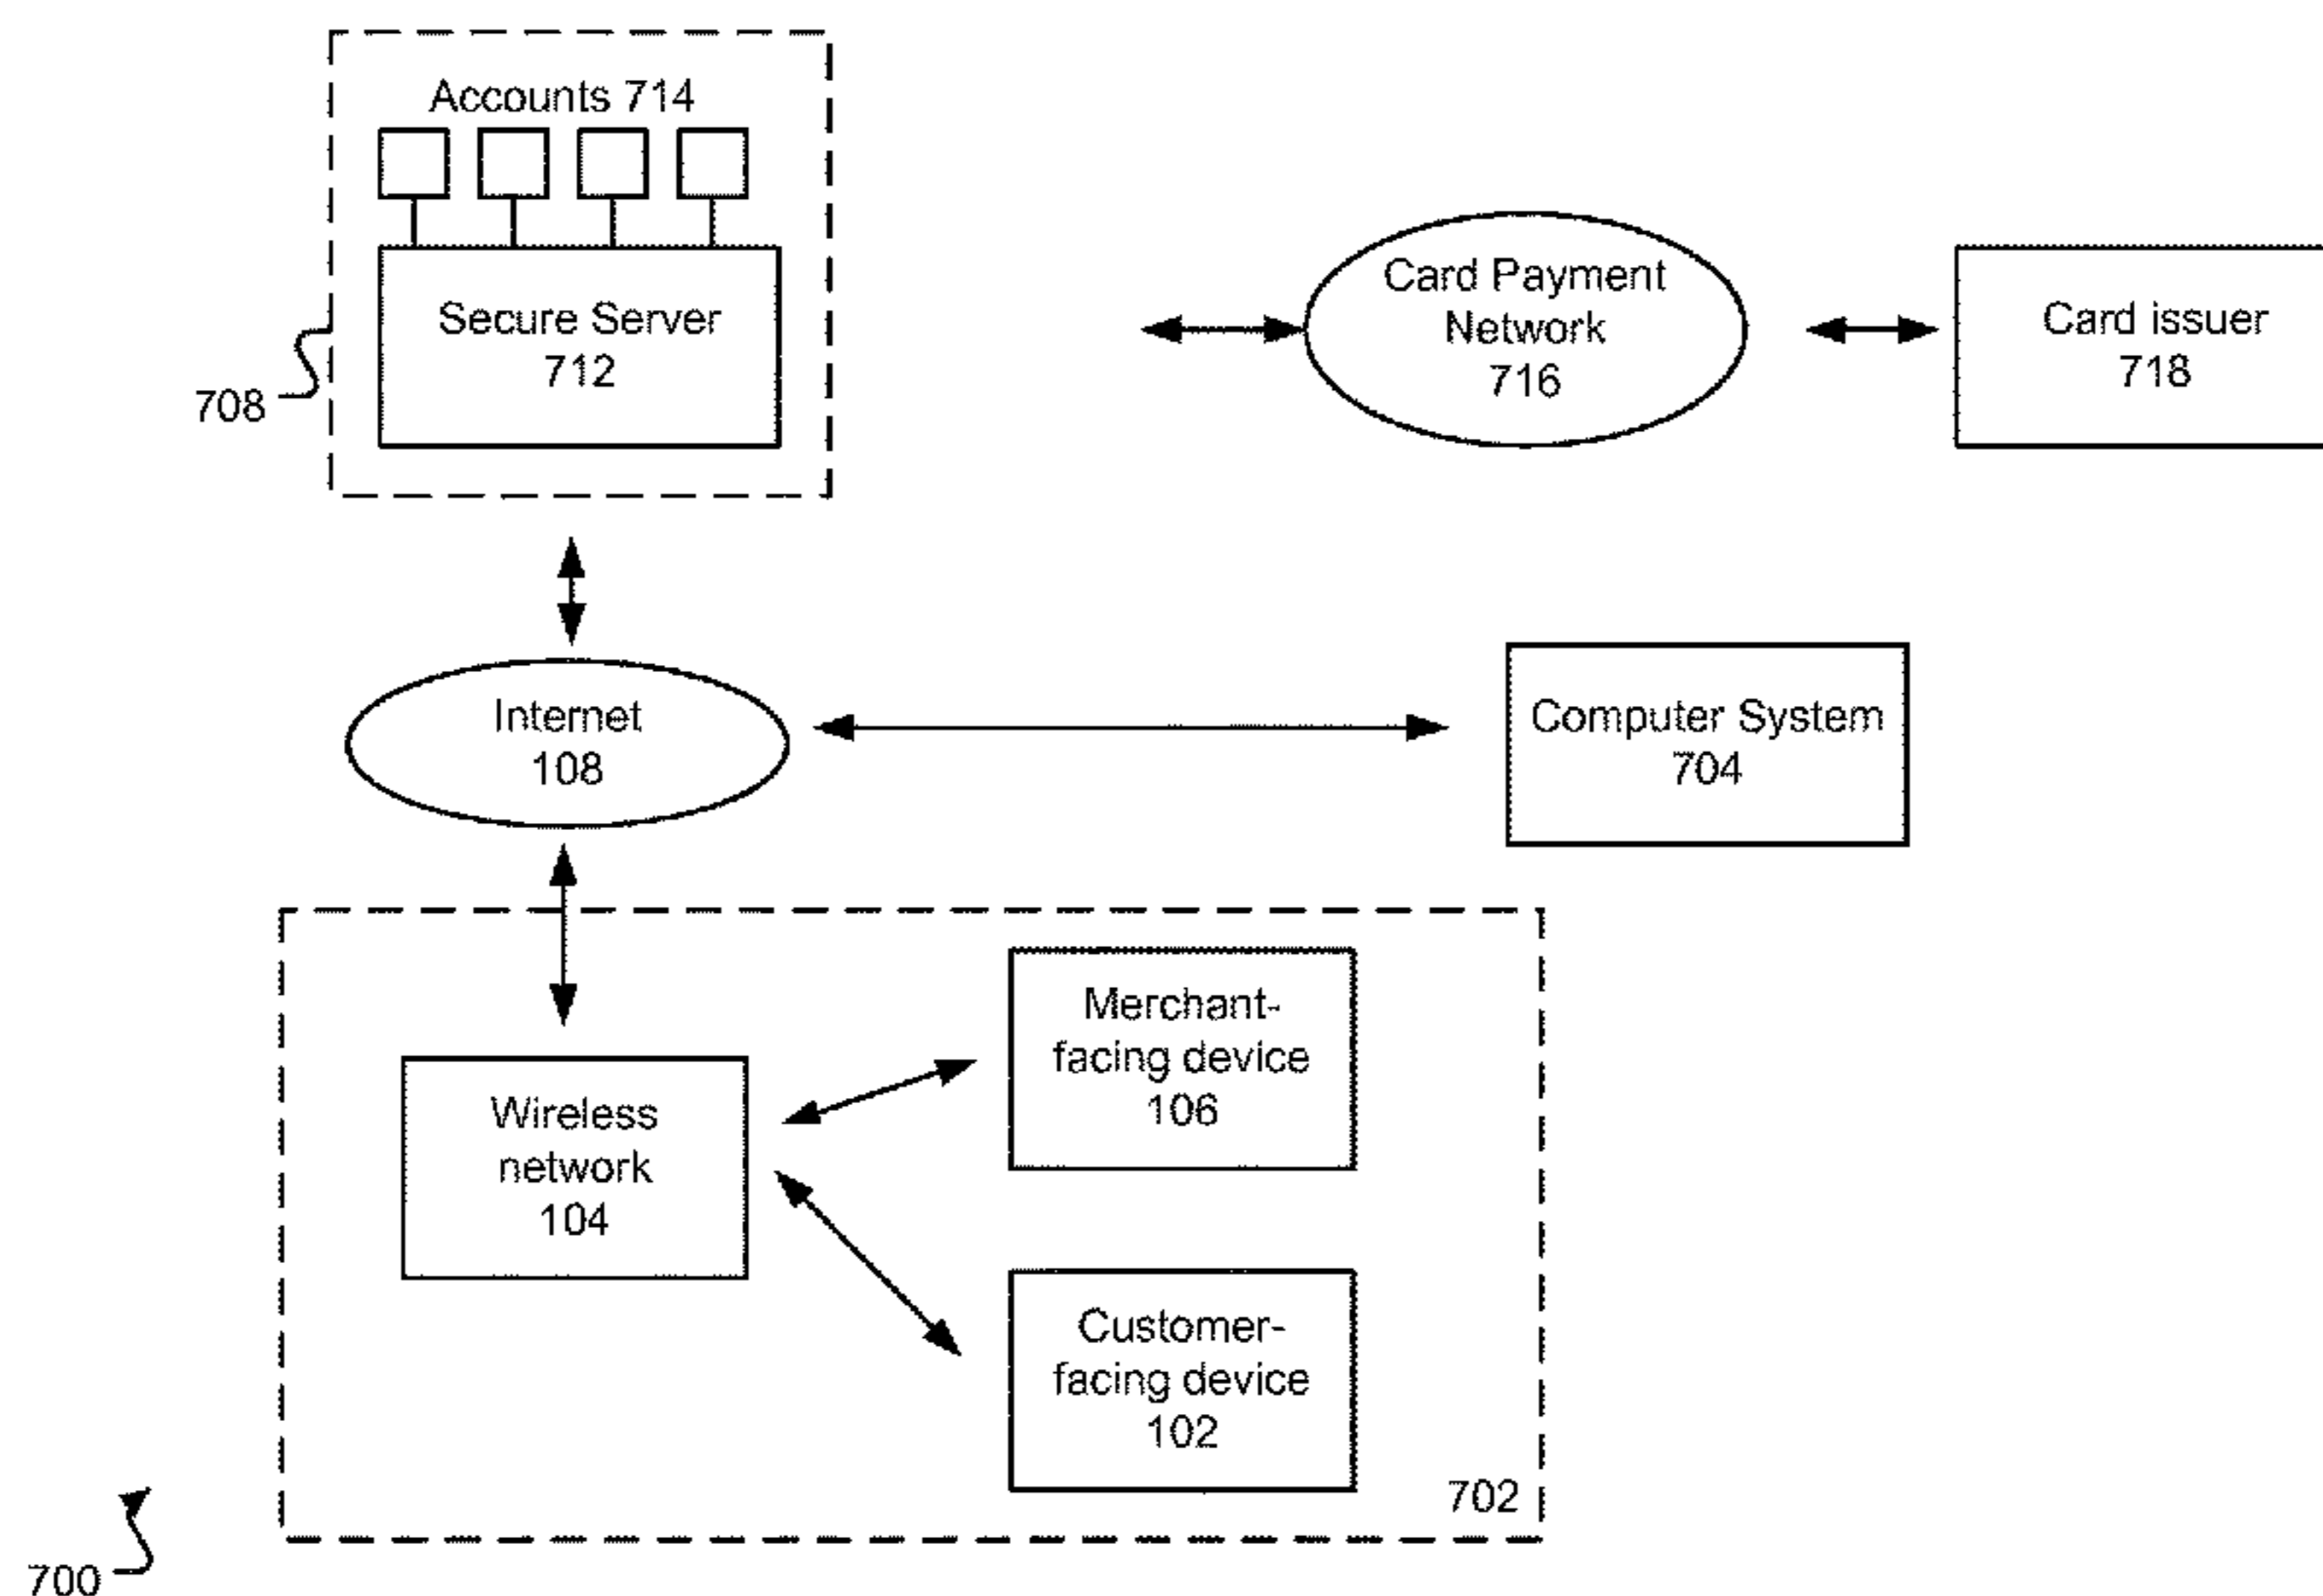 Accounts 714
Secure Server
712
708
Card Payment
Network
716
Card issuer
718
Internet
108
Computer System
704
Merchant-
facing device
106
Wireless
network
104
Customer-
facing device
102
702
700